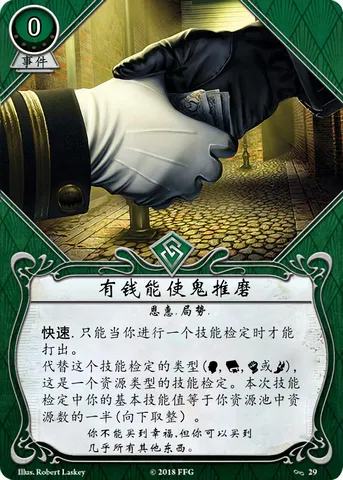 0
事件
有钱能使鬼推磨
恩惠.局势.
快速.只能当你进行一个技能检定时才能
打出。
代替这个技能检定的类型(,,或),
这是一个资源类型的技能检定。本次技能
检定中你的基本技能值等于你资源池中资
源数的一半(向下取整)。
你不能买到幸福,但你可以买到
几乎所有其他东西.
Illus. Robert Laskey
© 2018 FFG
29